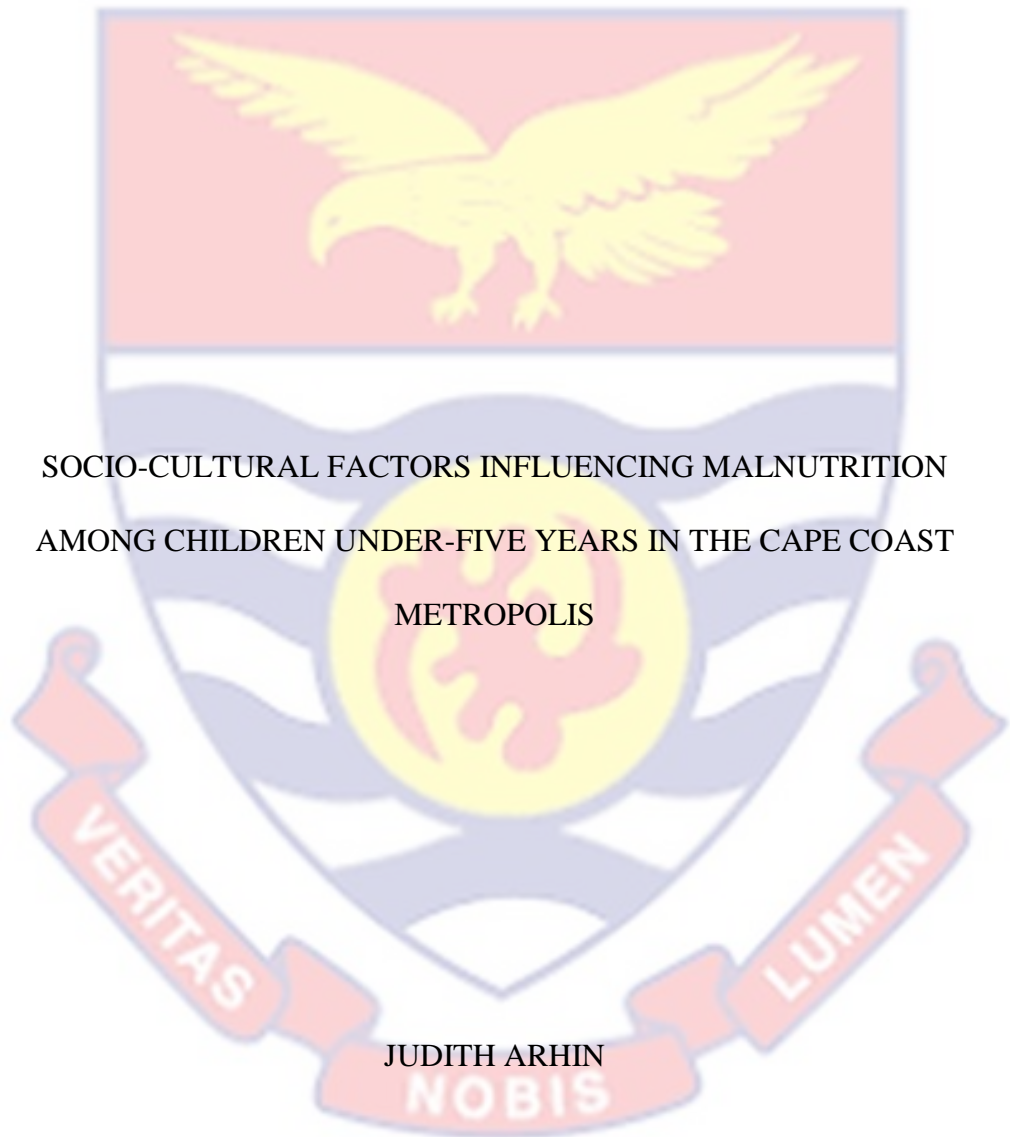 SOCIO-CULTURAL FACTORS INFLUENCING MALNUTRITION
AMONG CHILDREN UNDER-FIVE YEARS IN THE CAPE COAST
METROPOLIS
VERITAS
LUMEN
JUDITH ARHIN
NOBIS